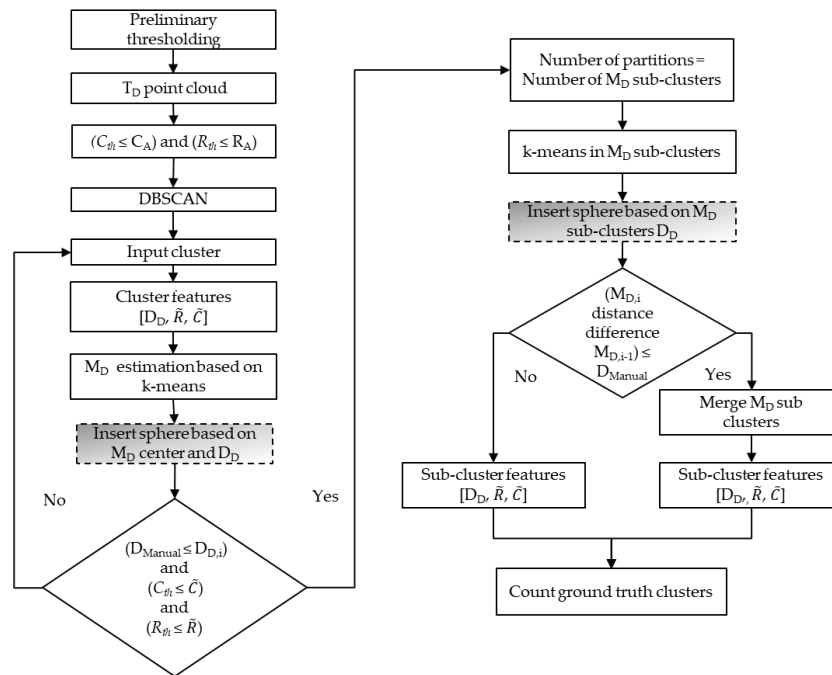 Preliminary
thresholding
T_D point cloud
(C_th ≤ C_A) and (R_th ≤ R_A)
DBSCAN
Input cluster
Cluster features
[D_D, R̃, C̃]
M_D estimation based on
k-means
Insert sphere based on
M_D center and D_D
No
Yes
(D_Manual ≤ D_D,i)
and
(C_th ≤ C̃)
and
(R_th ≤ R̃)
Number of partitions =
Number of M_D sub-clusters
k-means in M_D sub-clusters
Insert sphere based on M_D
sub-clusters D_D
(M_D,i
distance
difference
M_D,i-1) ≤
D_Manual
No
Yes
Merge M_D sub
clusters
Sub-cluster features
[D_D, R̃, C̃]
Sub-cluster features
[D_D,, R̃, C̃]
Count ground truth clusters